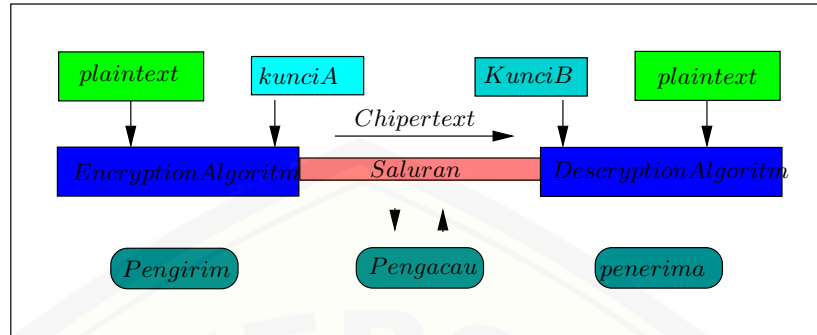 plaintext
kunciA
KunciB
plaintext
Chipertext
EncryptionAlgoritm
Saluran
DescryptionAlgoritm
Pengirim
Pengacau
penerima